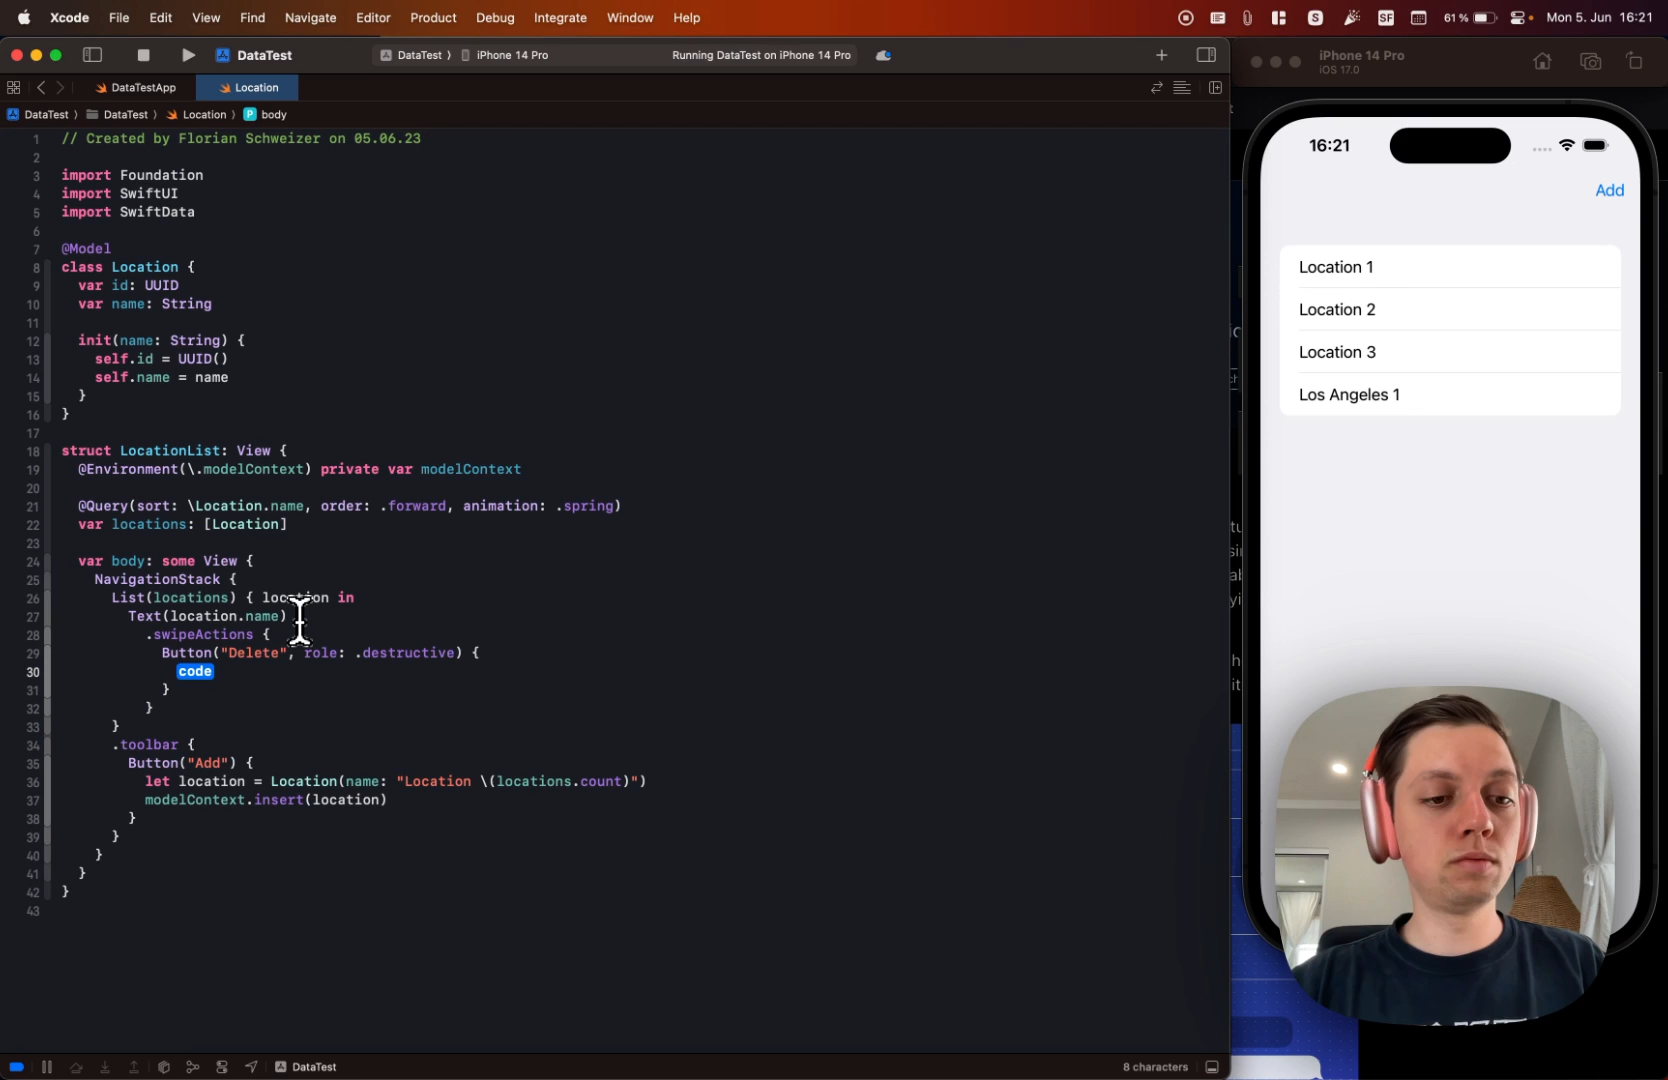 Xcode File Edit View Find Navigate Editor Product Debug Integrate Window Help
S SF 61 % Mon 5. Jun 16:21
DataTest
DataTest iPhone 14 Pro
Running DataTest on iPhone 14 Pro
DataTestApp Location
DataTest DataTest Location P body
1 // Created by Florian Schweizer on 05.06.23
2
3 import Foundation
4 import SwiftUI
5 import SwiftData
6
7 @Model
8 class Location {
9 var id: UUID
10 var name: String
11
12 init(name: String) {
13 self.id = UUID()
14 self.name = name
15 }
16 }
17
18 struct LocationList: View {
19 @Environment(\.modelContext) private var modelContext
20
21 @Query(sort: \Location.name, order: .forward, animation: .spring)
22 var locations: [Location]
23
24 var body: some View {
25 NavigationStack {
26 List(locations) { location in
27 Text(location.name)
28 .swipeActions {
29 Button("Delete", role: .destructive) {
30 code
31 }
32 }
33 }
34 .toolbar {
35 Button("Add") {
36 let location = Location(name: "Location \(locations.count)")
37 modelContext.insert(location)
38 }
39 }
40 }
41 }
42 }
43
DataTest
8 characters
iPhone 14 Pro
iOS 17.0
16:21
Add
Location 1
Location 2
Location 3
Los Angeles 1